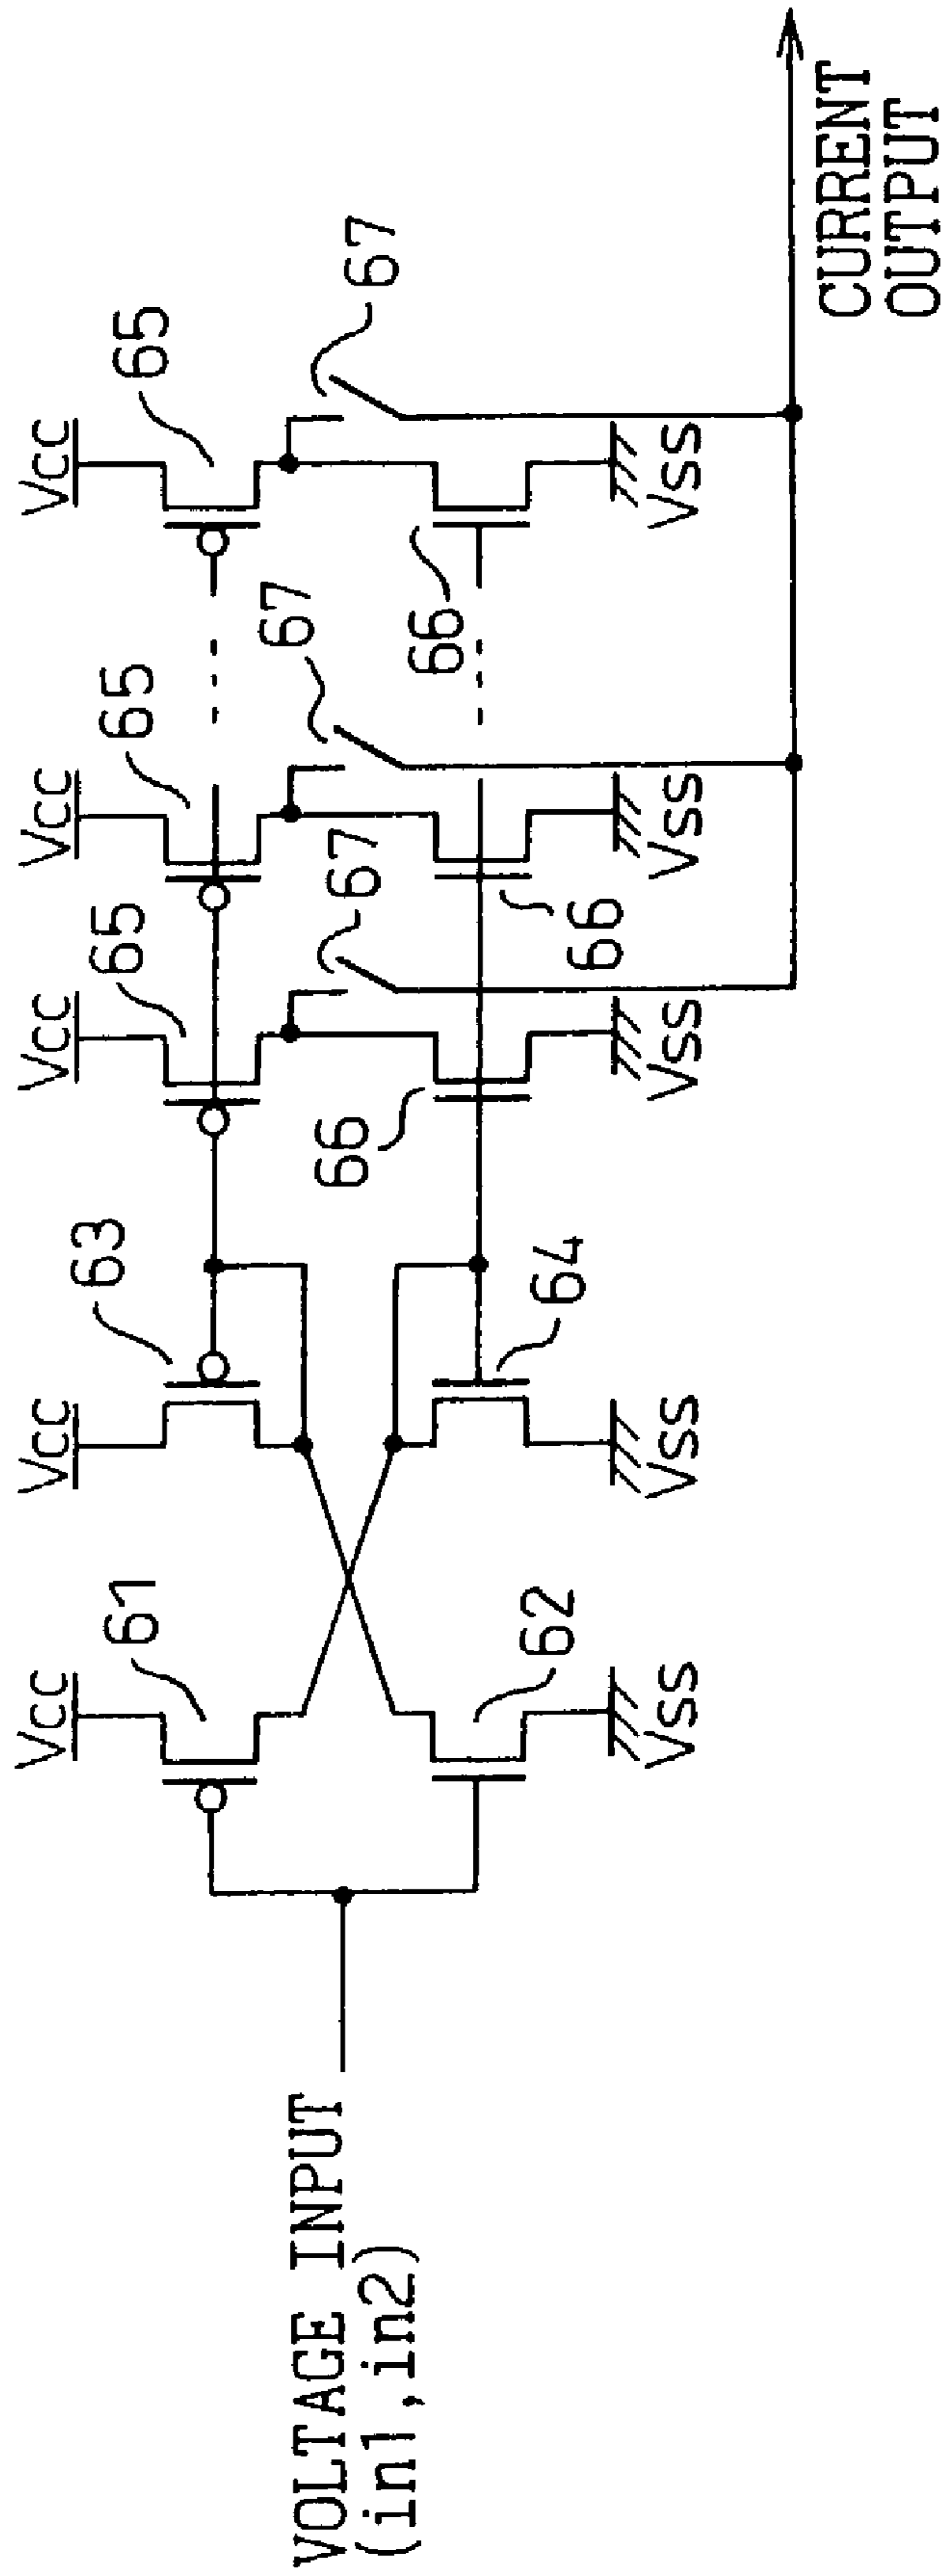 VCC
VCC
VCC
VCC
VCC
61
63
65
65
65
67
67
67
VOLTAGE INPUT
(in1,in2)
62
64
66
66
66
VSS
VSS
VSS
VSS
VSS
CURRENT
OUTPUT